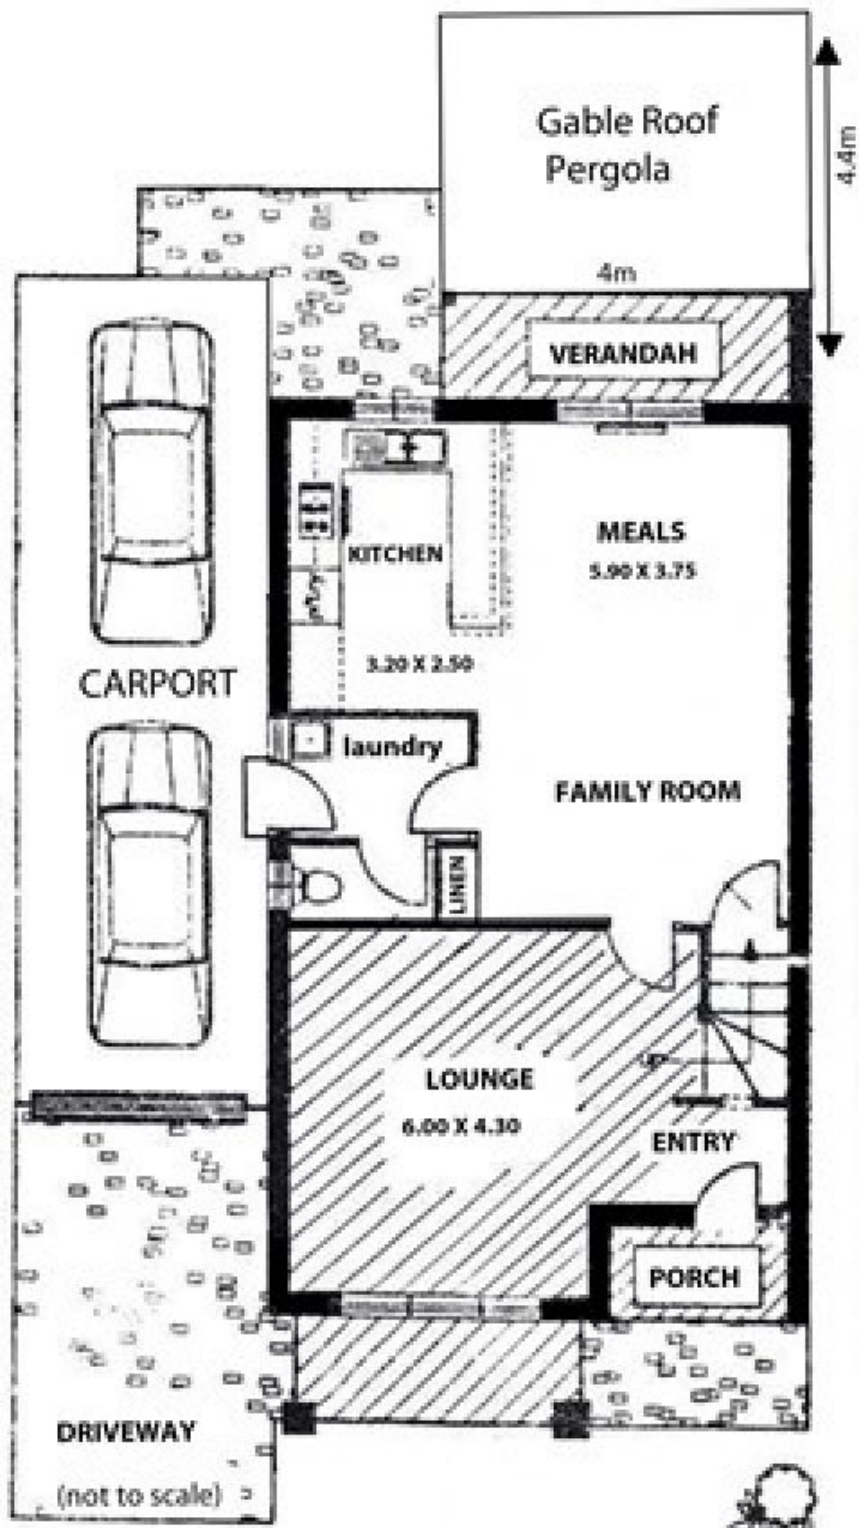 Gable Roof
Pergola
4.4m
4m
VERANDAH
MEALS
5.90 X 3.75
KITCHEN
3.20 X 2.50
CARPORT
laundry
FAMILY ROOM
LINEN
LOUNGE
6.00 X 4.30
ENTRY
PORCH
DRIVEWAY
(not to scale)